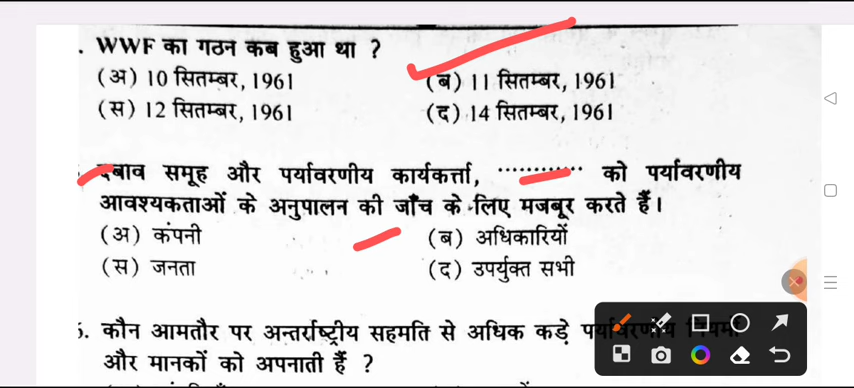 . WWF का गठन कब हुआ था ?
(अ) 10 सितम्बर, 1961 (ब) 11 सितम्बर, 1961
(स) 12 सितम्बर, 1961 (द) 14 सितम्बर, 1961
दबाव समूह और पर्यावरणीय कार्यकर्त्ता, ............ को पर्यावरणीय
आवश्यकताओं के अनुपालन की जाँच के लिए मजबूर करते हैं।
(अ) कंपनी (ब) अधिकारियों
(स) जनता (द) उपर्युक्त सभी
6. कौन आमतौर पर अन्तर्राष्ट्रीय सहमति से अधिक कड़े
और मानकों को अपनाती हैं ?